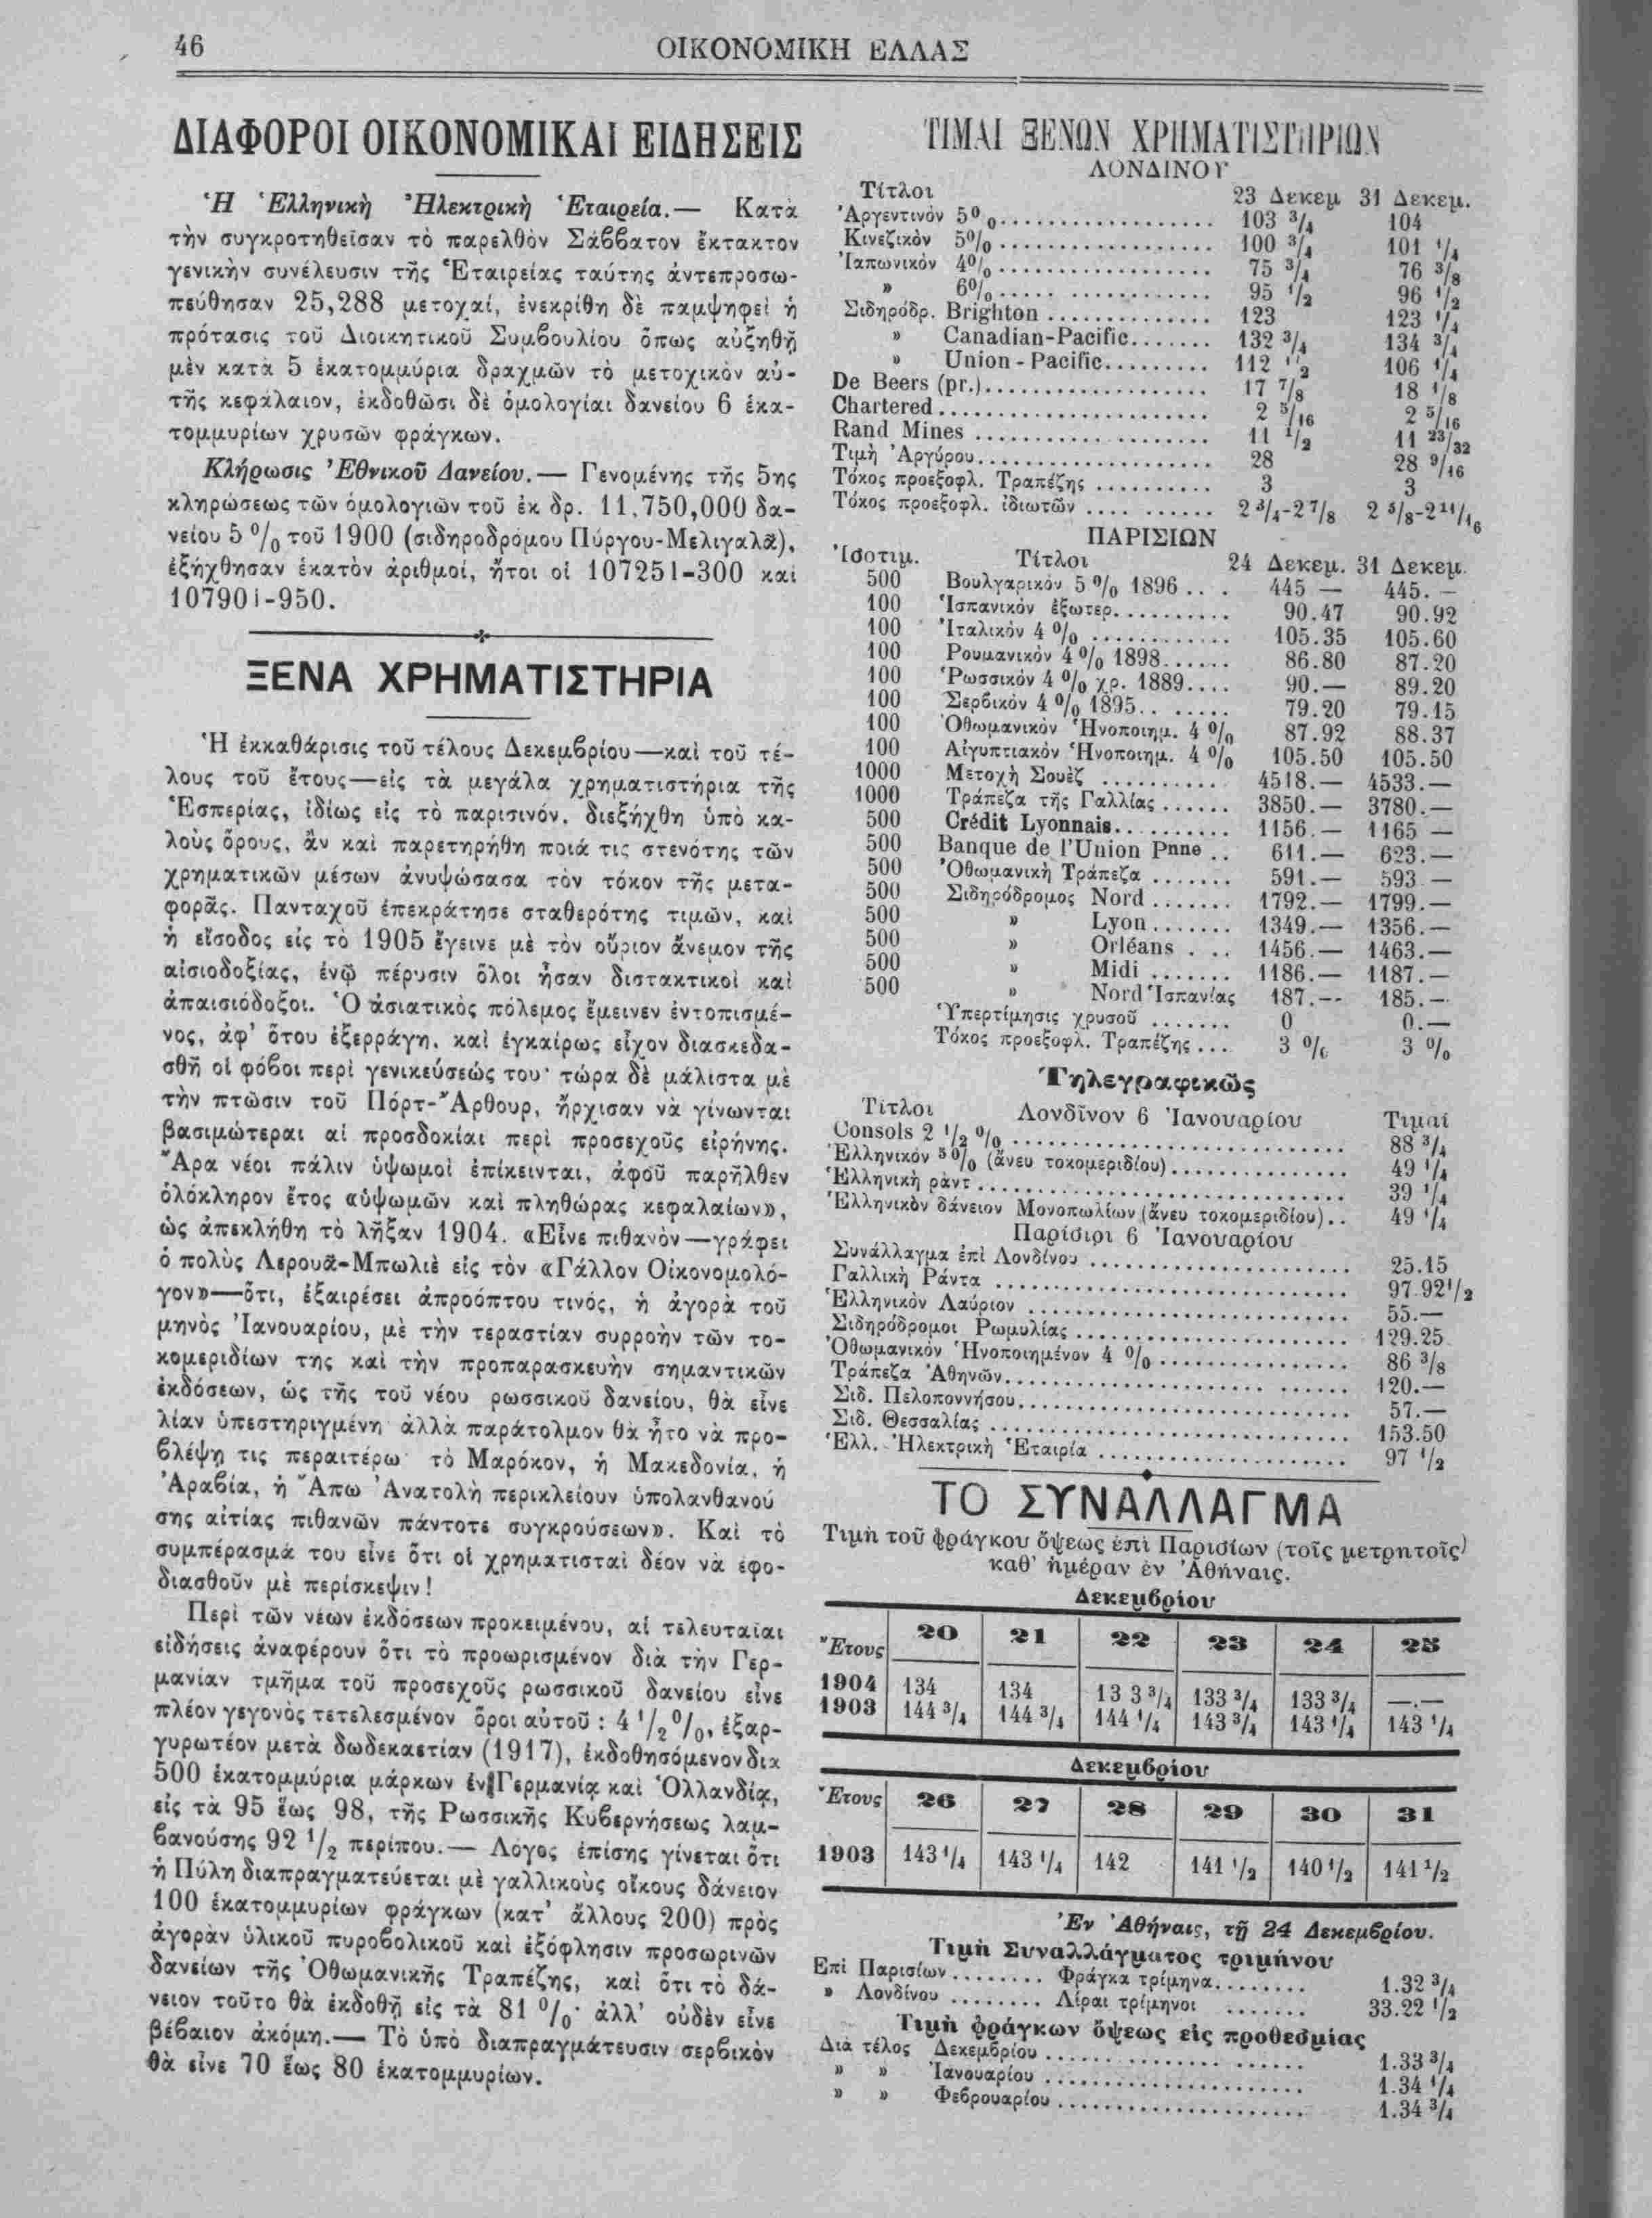 46
ΟΙΚΟΝΟΜΙΚΗ ΕΛΛΑΣ
ΔΙΑΦΟΡΟΙ ΟΙΚΟΝΟΜΙΚΑΙ ΕΙΔΗΣΕΙΣ
Ἡ Ἑλληνικὴ Ἠλεκτρικὴ Ἑταιρεία.— Κατὰ
τὴν συγκροτηθεῖσαν τὸ παρελθὸν Σάββατον ἔκτακτον
γενικὴν συνέλευσιν τῆς Ἑταιρείας ταύτης ἀντεπροσω-
πεύθησαν 25,288 μετοχαί, ἐνεκρίθη δὲ παμψηφεὶ ἡ
πρότασις τοῦ Διοικητικοῦ Συμβουλίου ὅπως αὐξηθῇ
μὲν κατὰ 5 ἑκατομμύρια δραχμῶν τὸ μετοχικὸν αὐ-
τῆς κεφάλαιον, ἐκδοθῶσι δὲ ὁμολογίαι δανείου 6 ἑκα-
τομμυρίων χρυσῶν φράγκων.
Κλήρωσις Ἐθνικοῦ Δανείου.— Γενομένης τῆς 5ης
κληρώσεως τῶν ὁμολογιῶν τοῦ ἐκ δρ. 11,750,000 δα-
νείου 5 % τοῦ 1900 (σιδηροδρόμου Πύργου-Μελιγαλᾶ),
ἐξήχθησαν ἑκατὸν ἀριθμοί, ἤτοι οἱ 107251-300 καὶ
107901-950.
ΞΕΝΑ ΧΡΗΜΑΤΙΣΤΗΡΙΑ
Ἡ ἐκκαθάρισις τοῦ τέλους Δεκεμβρίου—καὶ τοῦ τέ-
λους τοῦ ἔτους—εἰς τὰ μεγάλα χρηματιστήρια τῆς
Ἑσπερίας, ἰδίως εἰς τὸ παρισινόν, διεξήχθη ὑπὸ κα-
λοὺς ὅρους, ἂν καὶ παρετηρήθη ποιά τις στενότης τῶν
χρηματικῶν μέσων ἀνυψώσασα τὸν τόκον τῆς μετα-
φορᾶς. Πανταχοῦ ἐπεκράτησε σταθερότης τιμῶν, καὶ
ἡ εἴσοδος εἰς τὸ 1905 ἔγεινε μὲ τὸν οὔριον ἄνεμον τῆς
αἰσιοδοξίας, ἐνῷ πέρυσιν ὅλοι ἦσαν διστακτικοὶ καὶ
ἀπαισιόδοξοι. Ὁ ἀσιατικὸς πόλεμος ἔμεινεν ἐντοπισμέ-
νος, ἀφ' ὅτου ἐξερράγη, καὶ ἐγκαίρως εἶχον διασκεδα-
σθῆ οἱ φόβοι περὶ γενικεύσεώς του· τώρα δὲ μάλιστα μὲ
τὴν πτῶσιν τοῦ Πόρτ-Ἄρθουρ, ἤρχισαν νὰ γίνωνται
βασιμώτεραι αἱ προσδοκίαι περὶ προσεχοῦς εἰρήνης.
Ἄρα νέοι πάλιν ὑψωμοὶ ἐπίκεινται, ἀφοῦ παρῆλθεν
ὁλόκληρον ἔτος «ὑψωμῶν καὶ πληθώρας κεφαλαίων»,
ὡς ἀπεκλήθη τὸ λῆξαν 1904. «Εἶνε πιθανὸν—γράφει
ὁ πολὺς Λερουᾶ-Μπωλιὲ εἰς τὸν «Γάλλον Οἰκονομολό-
γον»—ὅτι, ἐξαιρέσει ἀπροόπτου τινός, ἡ ἀγορὰ τοῦ
μηνὸς Ἰανουαρίου, μὲ τὴν τεραστίαν συρροὴν τῶν το-
κομεριδίων της καὶ τὴν προπαρασκευὴν σημαντικῶν
ἐκδόσεων, ὡς τῆς τοῦ νέου ρωσσικοῦ δανείου, θὰ εἶνε
λίαν ὑπεστηριγμένη· ἀλλὰ παράτολμον θὰ ἦτο νὰ προ-
βλέψῃ τις περαιτέρω· τὸ Μαρόκον, ἡ Μακεδονία, ἡ
Ἀραβία, ἡ Ἄπω Ἀνατολὴ περικλείουν ὑπολανθανού
σης αἰτίας πιθανῶν πάντοτε συγκρούσεων». Καὶ τὸ
συμπέρασμά του εἶνε ὅτι οἱ χρηματισταὶ δέον νὰ ἐφο-
διασθοῦν μὲ περίσκεψιν!
Περὶ τῶν νέων ἐκδόσεων προκειμένου, αἱ τελευταῖαι
εἰδήσεις ἀναφέρουν ὅτι τὸ προωρισμένον διὰ τὴν Γερ-
μανίαν τμῆμα τοῦ προσεχοῦς ρωσσικοῦ δανείου εἶνε
πλέον γεγονὸς τετελεσμένον ὅροι αὐτοῦ : 4 1/2 %, ἐξαρ-
γυρωτέον μετὰ δωδεκαετίαν (1917), ἐκδοθησόμενον διὰ
500 ἑκατομμύρια μάρκων ἐν Γερμανίᾳ καὶ Ὁλλανδίᾳ,
εἰς τὰ 95 ἕως 98, τῆς Ρωσσικῆς Κυβερνήσεως λαμ-
βανούσης 92 1/2 περίπου.— Λόγος ἐπίσης γίνεται ὅτι
ἡ Πύλη διαπραγματεύεται μὲ γαλλικοὺς οἴκους δάνειον
100 ἑκατομμυρίων φράγκων (κατ' ἄλλους 200) πρὸς
ἀγορὰν ὑλικοῦ πυροβολικοῦ καὶ ἐξόφλησιν προσωρινῶν
δανείων τῆς Ὀθωμανικῆς Τραπέζης, καὶ ὅτι τὸ δά-
νειον τοῦτο θὰ ἐκδοθῇ εἰς τὰ 81 %· ἀλλ' οὐδὲν εἶνε
βέβαιον ἀκόμη.— Τὸ ὑπὸ διαπραγμάτευσιν σερβικὸν
θὰ εἶνε 70 ἕως 80 ἑκατομμυρίων.
ΤΙΜΑΙ ΞΕΝΩΝ ΧΡΗΜΑΤΙΣΤΗΡΙΩΝ
ΛΟΝΔΙΝΟΥ
Τίτλοι 23 Δεκεμ 31 Δεκεμ.
Ἀργεντινὸν 5% 103 3/4 104
Κινεζικὸν 5% 100 3/4 101 1/4
Ἰαπωνικὸν 4% 75 3/4 76 3/8
» 6% 95 1/2 96 1/2
Σιδηρόδρ. Brighton 123 123 1/4
» Canadian-Pacific 132 3/4 134 3/4
» Union - Pacific 112 1/2 106 1/4
De Beers (pr.) 17 7/8 18 1/8
Chartered 2 5/16 2 5/16
Rand Mines 11 1/2 11 23/32
Τιμὴ Ἀργύρου 28 28 9/16
Τόκος προεξοφλ. Τραπέζης 3 3
Τόκος προεξοφλ. ἰδιωτῶν 2 3/4-2 7/8 2 5/8-2 11/16
ΠΑΡΙΣΙΩΝ
Ἰσοτιμ. Τίτλοι 24 Δεκεμ. 31 Δεκεμ.
500 Βουλγαρικὸν 5 % 1896 445 — 445. —
100 Ἱσπανικὸν ἐξωτερ. 90.47 90.92
100 Ἰταλικὸν 4 % 105.35 105.60
100 Ρουμανικὸν 4 % 1898 86.80 87.20
100 Ρωσσικὸν 4 % χρ. 1889 90.— 89.20
100 Σερβικόν 4 % 1895 79.20 79.15
100 Ὀθωμανικὸν Ἡνοποιημ. 4 % 87.92 88.37
100 Αἰγυπτιακὸν Ἡνοποιημ. 4 % 105.50 105.50
1000 Μετοχὴ Σουὲζ 4518.— 4533.—
1000 Τράπεζα τῆς Γαλλίας 3850.— 3780.—
500 Crédit Lyonnais 1156.— 1165 —
500 Banque de l'Union Pnne 611.— 623.—
500 Ὀθωμανικὴ Τράπεζα 591.— 593 —
500 Σιδηρόδρομος Nord 1792.— 1799.—
500 » Lyon 1349.— 1356.—
500 » Orléans 1456.— 1463.—
500 » Midi 1186.— 1187.—
500 » Nord Ἱσπανίας 187.-- 185.—
Ὑπερτίμησις χρυσοῦ 0 0.—
Τόκος προεξοφλ. Τραπέζης 3 % 3 %
Τηλεγραφικῶς
Τίτλοι Λονδῖνον 6 Ἰανουαρίου Τιμαί
Consols 2 1/2 % 88 3/4
Ἑλληνικὸν 5% (ἄνευ τοκομεριδίου) 49 1/4
Ἑλληνικὴ ρὰντ 39 1/4
Ἑλληνικὸν δάνειον Μονοπωλίων (ἄνευ τοκομεριδίου) 49 1/4
Παρίσιοι 6 Ἰανουαρίου
Συνάλλαγμα ἐπὶ Λονδίνου 25.15
Γαλλικὴ Ράντα 97.92 1/2
Ἑλληνικὸν Λαύριον 55.—
Σιδηρόδρομοι Ρωμυλίας 129.25
Ὀθωμανικὸν Ἡνοποιημένον 4 % 86 3/8
Τράπεζα Ἀθηνῶν 120.—
Σιδ. Πελοποννήσου 57.—
Σιδ. Θεσσαλίας 153.50
Ἑλλ. Ἠλεκτρικὴ Ἑταιρία 97 1/2
ΤΟ ΣΥΝΑΛΛΑΓΜΑ
Τιμὴ τοῦ φράγκου ὄψεως ἐπὶ Παρισίων (τοῖς μετρητοῖς)
καθ' ἡμέραν ἐν Ἀθήναις.
Δεκεμβρίου
Ἔτους 20 21 22 23 24 25
1904 134 134 13 3 3/4 133 3/4 133 3/4 —.—
1903 144 3/4 144 3/4 144 1/4 143 3/4 143 1/4 143 1/4
Δεκεμβρίου
Ἔτους 26 27 28 29 30 31
1903 143 1/4 143 1/4 142 141 1/2 140 1/2 141 1/2
Ἐν Ἀθήναις, τῇ 24 Δεκεμβρίου.
Τιμὴ Συναλλάγματος τριμήνου
Ἐπὶ Παρισίων Φράγκα τρίμηνα 1.32 3/4
» Λονδίνου Λίραι τρίμηνοι 33.22 1/2
Τιμὴ φράγκων ὄψεως εἰς προθεσμίας
Διὰ τέλος Δεκεμβρίου 1.33 3/4
» » Ἰανουαρίου 1.34 1/4
» » Φεβρουαρίου 1.34 3/4